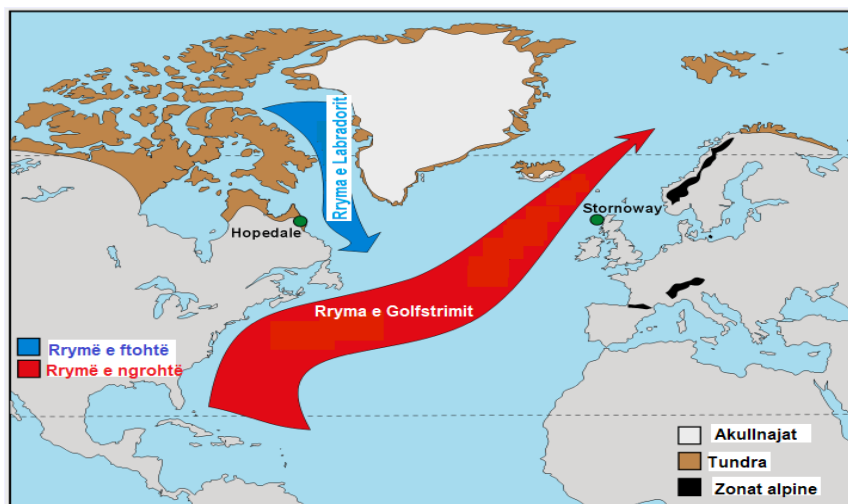 Rryma e Labradorit
Hopedale
Stornoway
Rryma e Golfstrimit
Rrymë e ftohtë
Rrymë e ngrohtë
Akullnajat
Tundra
Zonat alpine